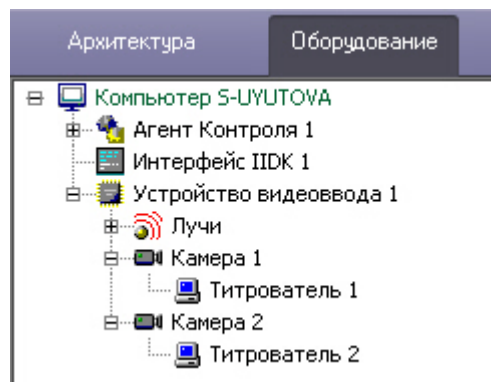 Архитектура Оборудование
Компьютер S-UYUTOVA
Агент Контроля 1
Интерфейс IIDK 1
Устройство видеоввода 1
Лучи
Камера 1
Титрователь 1
Камера 2
Титрователь 2